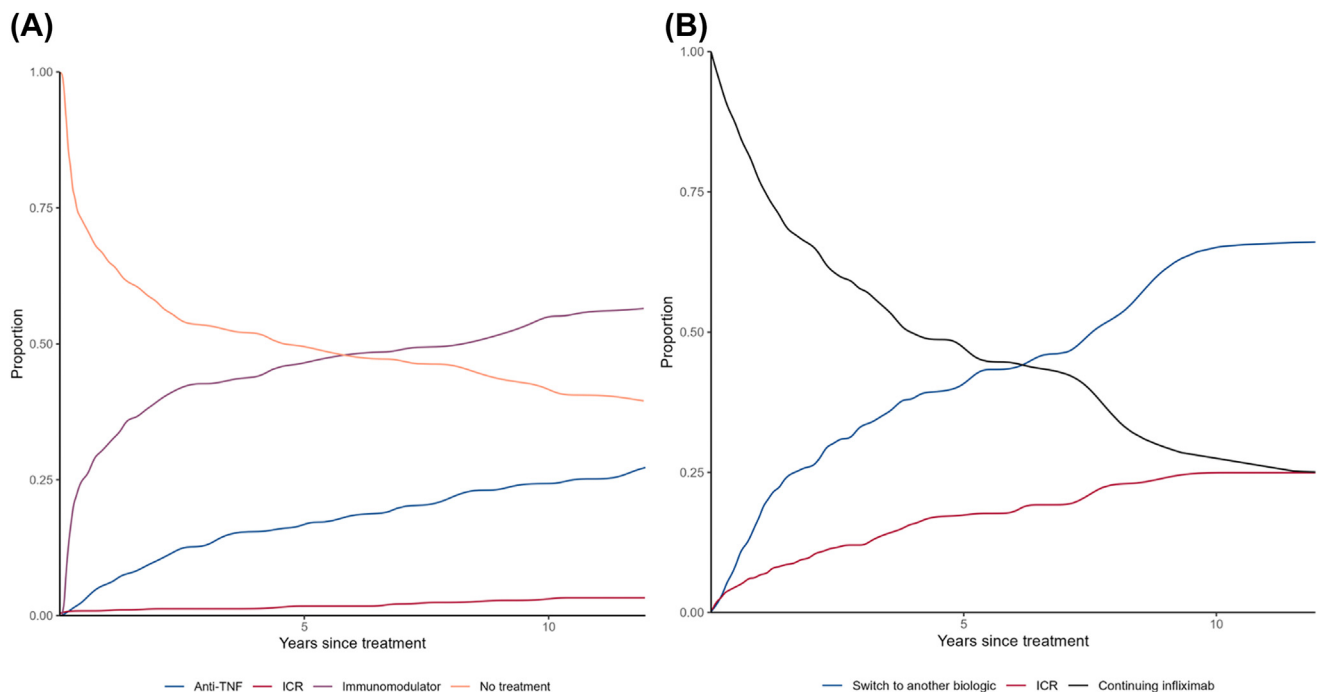 (A)
1.00
0.75
0.50
0.25
0.00
Proportion
5
10
Years since treatment
Anti-TNF
ICR
Immunomodulator
No treatment
(B)
1.00
0.75
0.50
0.25
0.00
Proportion
5
10
Years since treatment
Switch to another biologic
ICR
Continuing infliximab